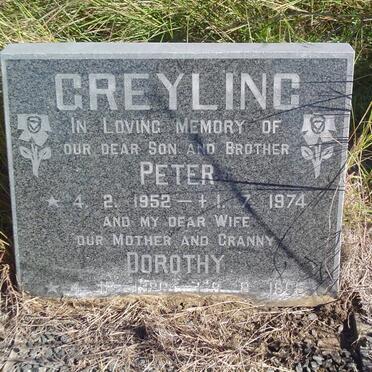 GREYLING
IN LOVING MEMORY OF
OUR DEAR SON AND BROTHER
PETER
★ 4. 2. 1952 – † 1. 7. 1974
AND MY DEAR WIFE
OUR MOTHER AND GRANNY
DOROTHY